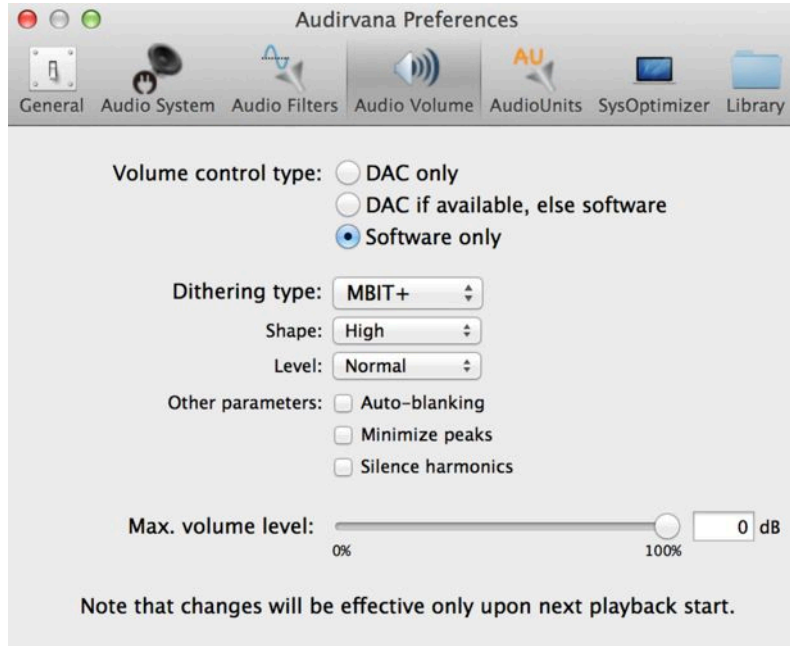 Audirvana Preferences
AU
General Audio System Audio Filters Audio Volume AudioUnits SysOptimizer Library
Volume control type: DAC only
DAC if available, else software
Software only
Dithering type: MBIT+
Shape: High
Level: Normal
Other parameters: Auto-blanking
Minimize peaks
Silence harmonics
Max. volume level: 0 dB
0% 100%
Note that changes will be effective only upon next playback start.